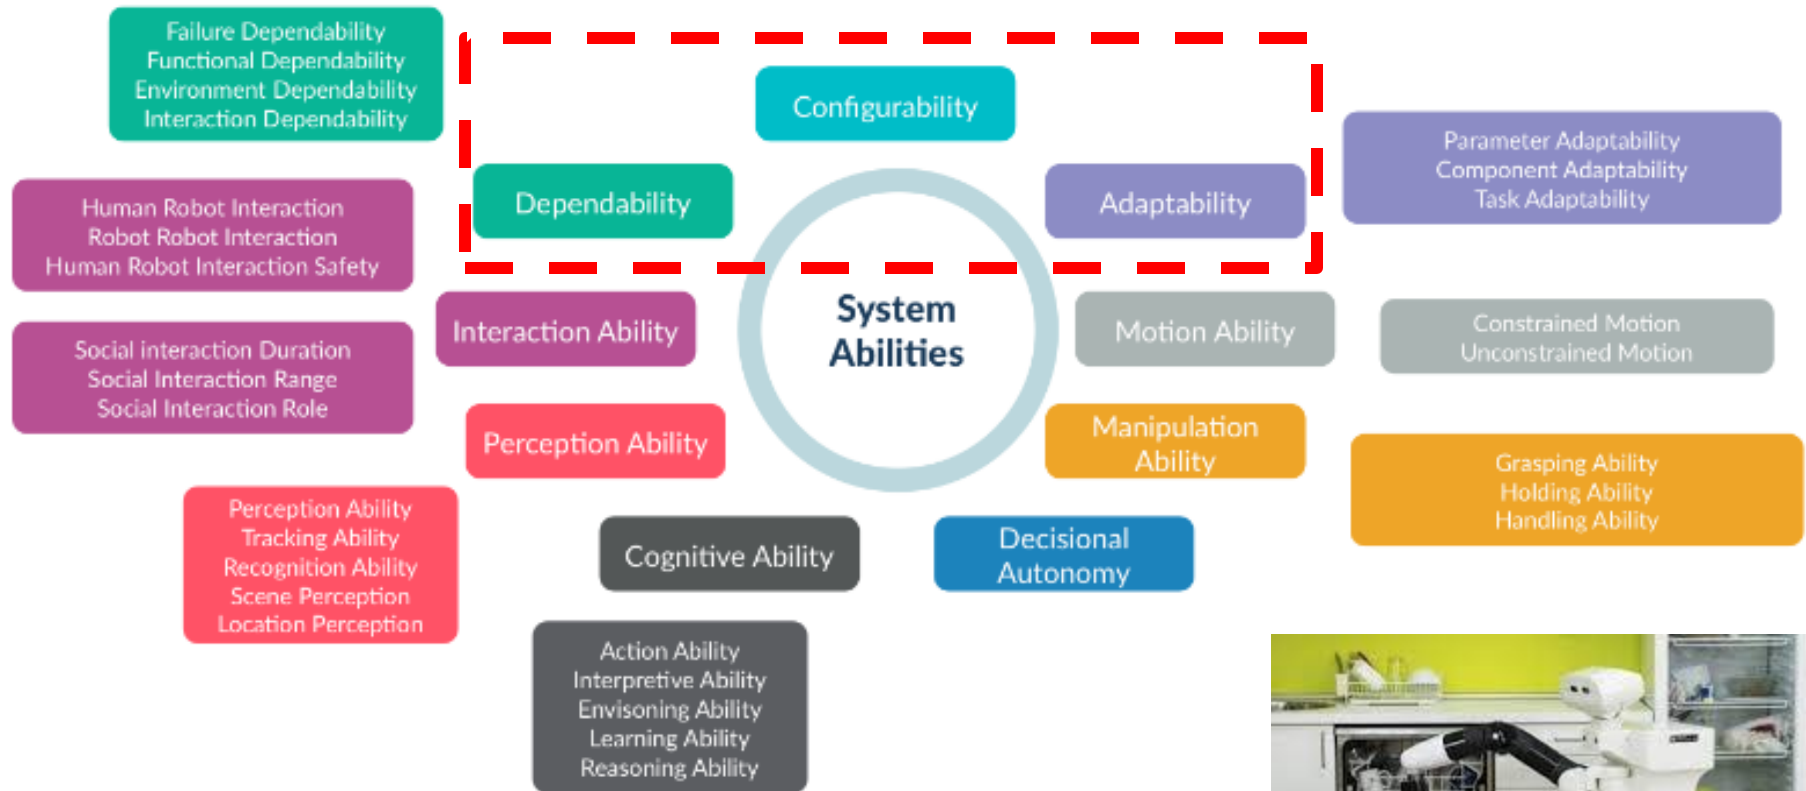 Failure Dependability
Functional Dependability
Environment Dependability
Interaction Dependability
Configurability
Parameter Adaptability
Component Adaptability
Task Adaptability
Dependability
Adaptability
Human Robot Interaction
Robot Robot Interaction
Human Robot Interaction Safety
System
Abilities
Interaction Ability
Motion Ability
Constrained Motion
Unconstrained Motion
Social interaction Duration
Social Interaction Range
Social Interaction Role
Perception Ability
Manipulation
Ability
Grasping Ability
Holding Ability
Handling Ability
Perception Ability
Tracking Ability
Recognition Ability
Scene Perception
Location Perception
Cognitive Ability
Decisional
Autonomy
Action Ability
Interpretive Ability
Envisoning Ability
Learning Ability
Reasoning Ability